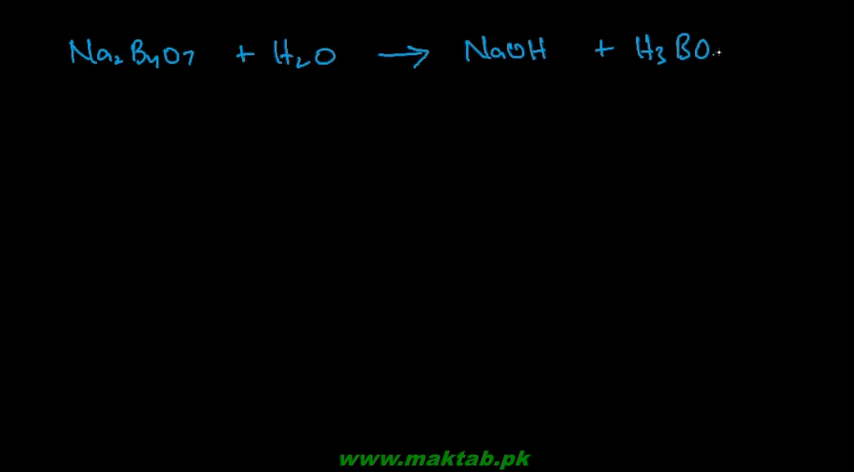 Na₂B₄O₇ + H₂O → NaOH + H₃BO
www.maktab.pk